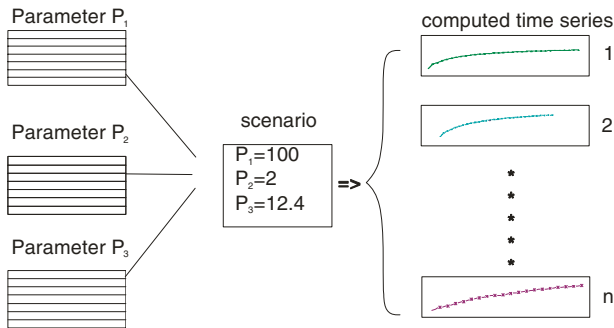 Parameter P₁
Parameter P₂
Parameter P₃
scenario
P₁=100
P₂=2
P₃=12.4
=>
computed time series
1
2
*
*
*
*
*
n